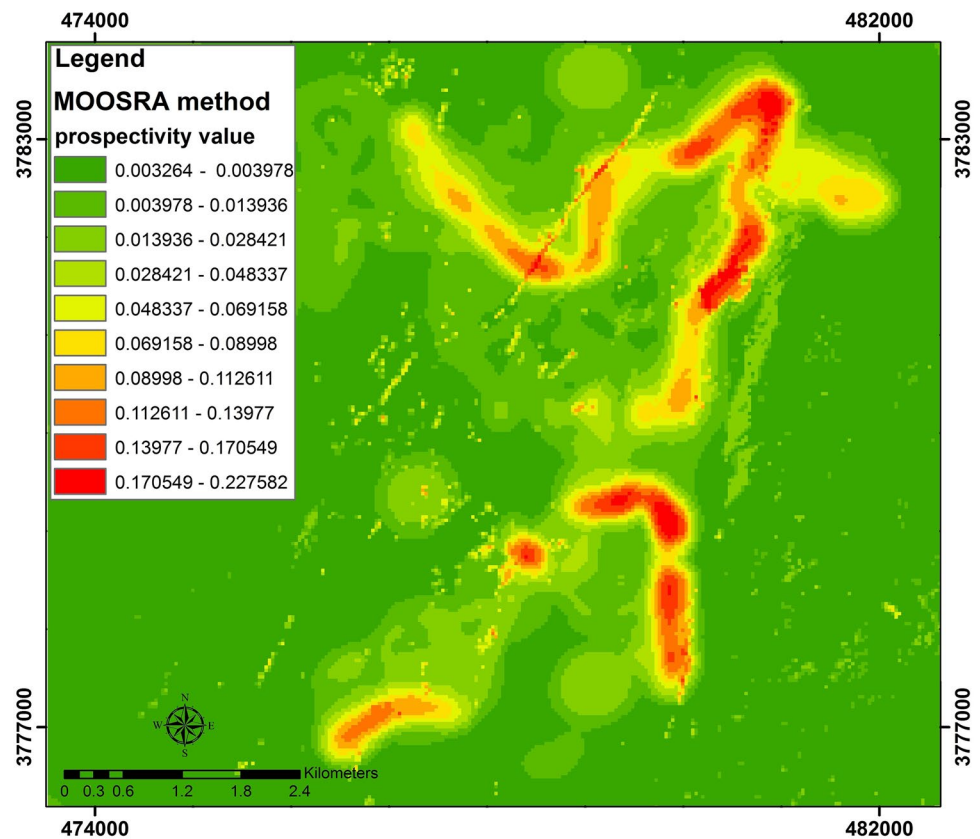 474000 482000
Legend
MOOSRA method
prospectivity value
0.003264 - 0.003978
0.003978 - 0.013936
0.013936 - 0.028421
0.028421 - 0.048337
0.048337 - 0.069158
0.069158 - 0.08998
0.08998 - 0.112611
0.112611 - 0.13977
0.13977 - 0.170549
0.170549 - 0.227582
3783000
3783000
3777000
3777000
N
W E
S
Kilometers
0 0.3 0.6 1.2 1.8 2.4
474000 482000